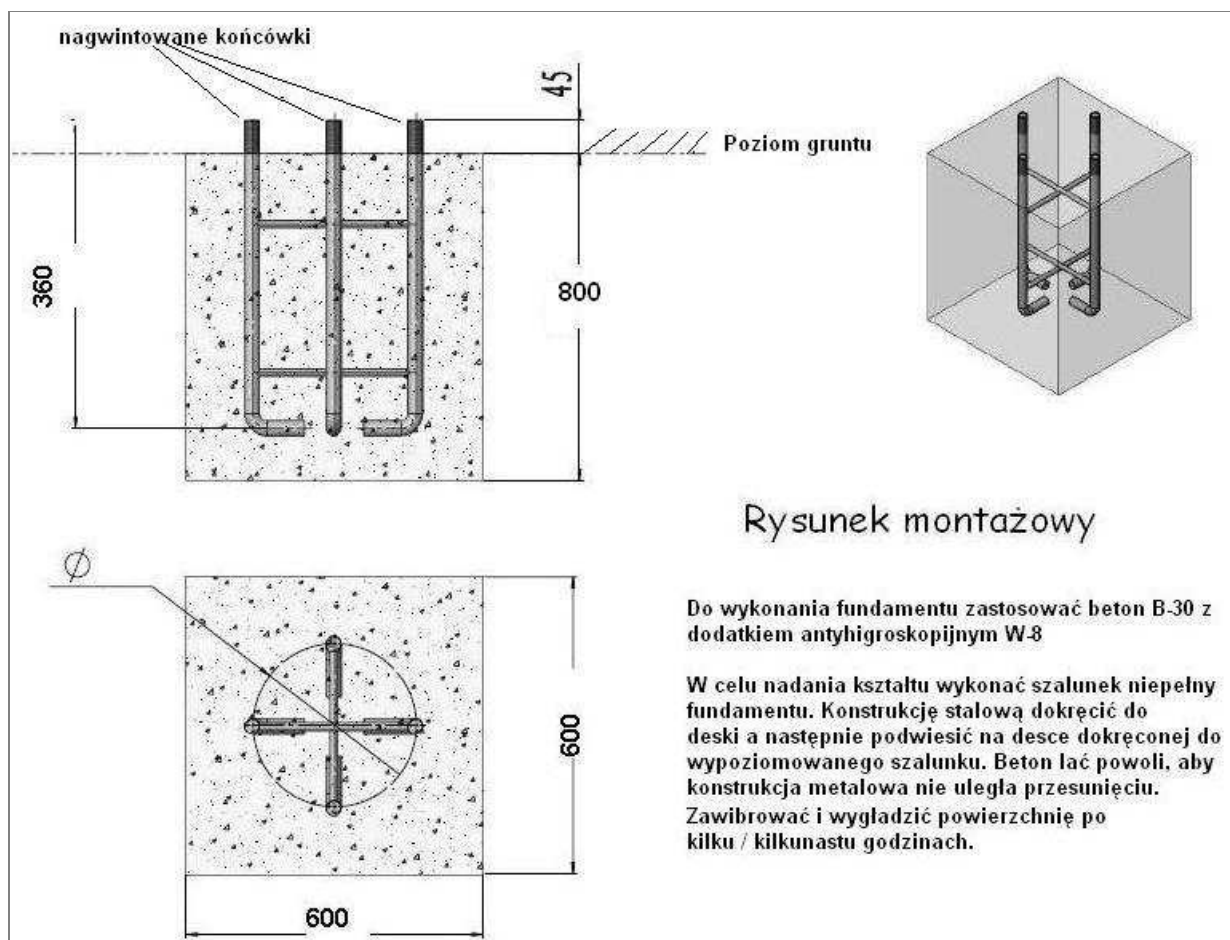 nagwintowane końcówki
45
Poziom gruntu
360
800
Rysunek montażowy
Ø
600
600
Do wykonania fundamentu zastosować beton B-30 z
dodatkiem antyhigroskopijnym W-8
W celu nadania kształtu wykonać szalunek niepełny
fundamentu. Konstrukcję stalową dokręcić do
deski a następnie podwiesić na desce dokręconej do
wypoziomowanego szalunku. Beton lać powoli, aby
konstrukcja metalowa nie uległa przesunięciu.
Zawibrować i wygładzić powierzchnię po
kilku / kilkunastu godzinach.